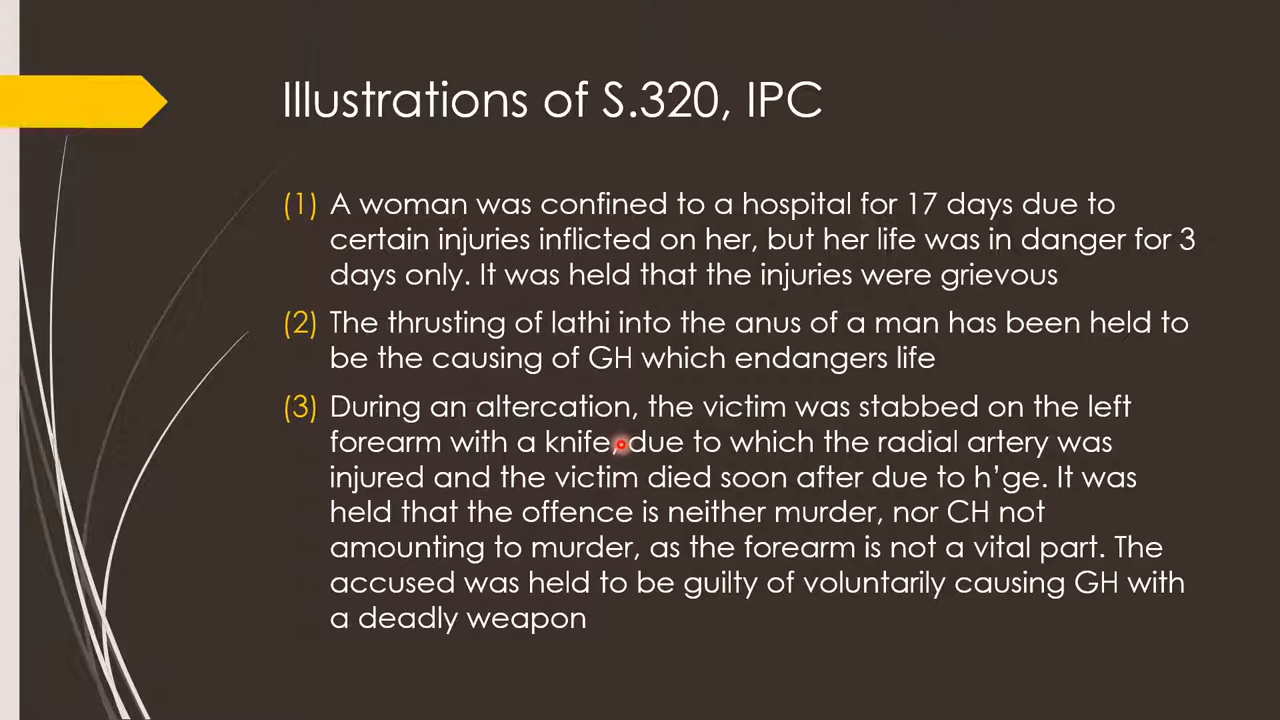 Illustrations of S.320, IPC
(1) A woman was confined to a hospital for 17 days due to
certain injuries inflicted on her, but her life was in danger for 3
days only. It was held that the injuries were grievous
(2) The thrusting of lathi into the anus of a man has been held to
be the causing of GH which endangers life
(3) During an altercation, the victim was stabbed on the left
forearm with a knife, due to which the radial artery was
injured and the victim died soon after due to h’ge. It was
held that the offence is neither murder, nor CH not
amounting to murder, as the forearm is not a vital part. The
accused was held to be guilty of voluntarily causing GH with
a deadly weapon